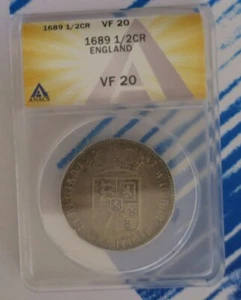 1689 1/2CR VF 20
1689 1/2CR
ENGLAND
VF 20
ANACS